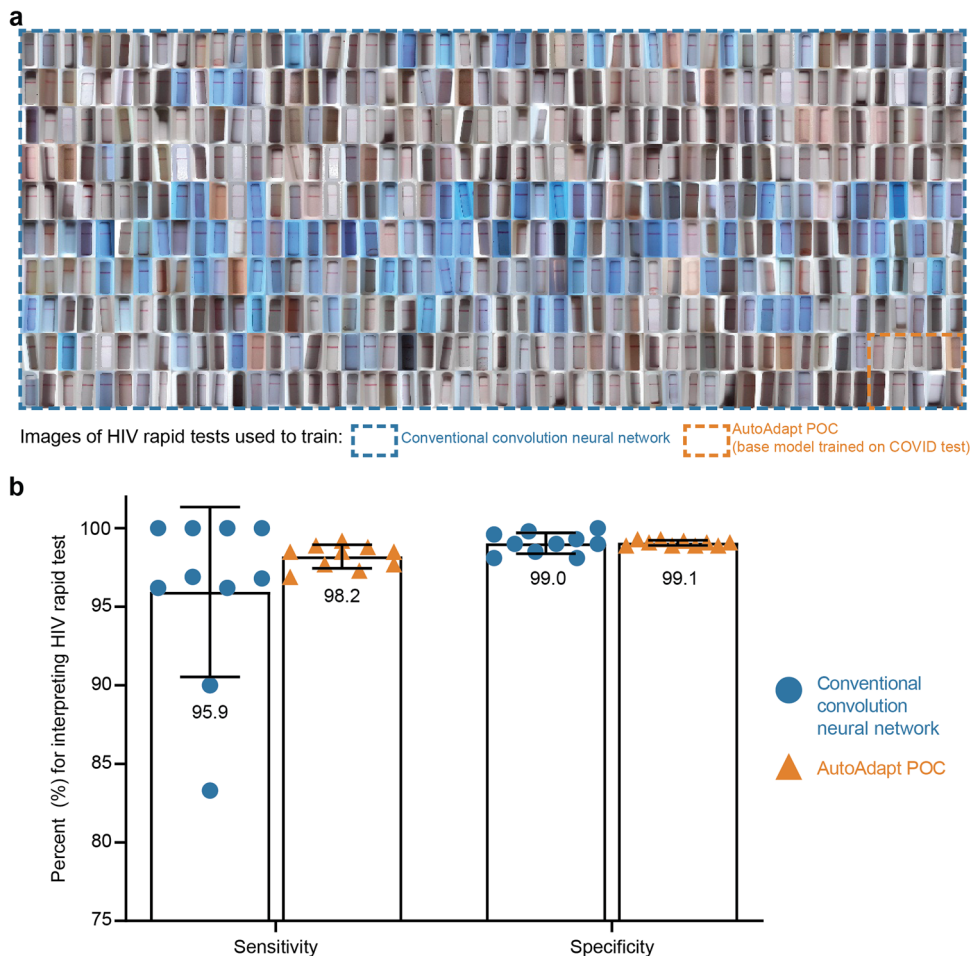 a
Images of HIV rapid tests used to train:
Conventional convolution neural network
AutoAdapt POC
(base model trained on COVID test)
b
Percent (%) for interpreting HIV rapid test
100
95
90
85
80
75
95.9
98.2
99.0
99.1
Sensitivity
Specificity
Conventional
convolution
neural network
AutoAdapt POC